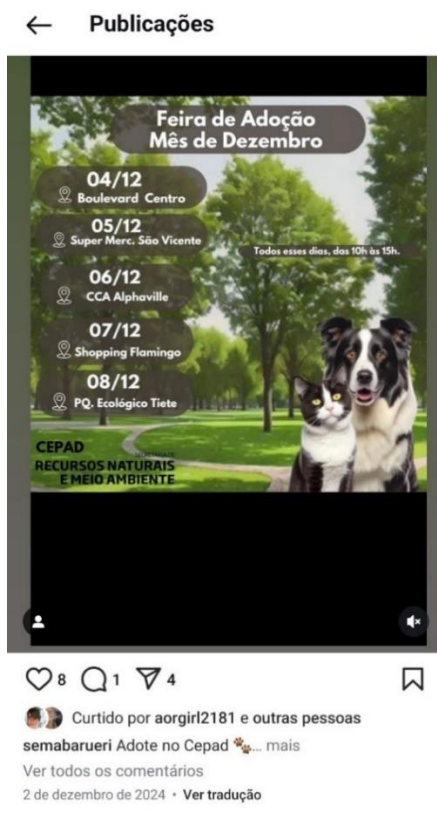 Publicações
Feira de Adoção
Mês de Dezembro
04/12
Boulevard Centro
05/12
Super Merc. São Vicente
Todos esses dias, das 10h às 15h.
06/12
CCA Alphaville
07/12
Shopping Flamingo
08/12
PQ. Ecológico Tiete
CEPAD
RECURSOS NATURAIS
E MEIO AMBIENTE
8 1 4
Curtido por aorgirl2181 e outras pessoas
semabarueri Adote no Cepad 🐾... mais
Ver todos os comentários
2 de dezembro de 2024 • Ver tradução